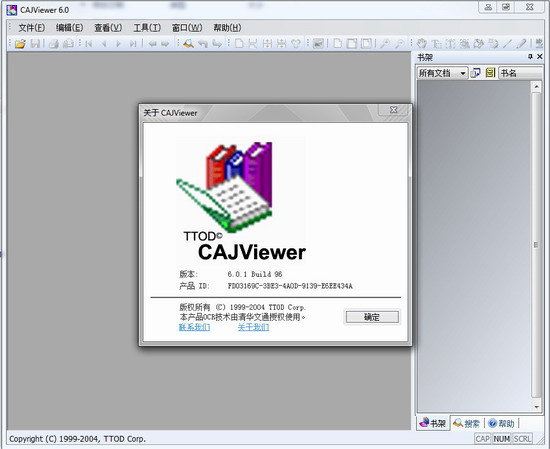 CAJViewer 6.0
文件(F) 编辑(E) 查看(V) 工具(T) 窗口(W) 帮助(H)
书架
所有文档 书名
关于 CAJViewer
TTOD©
CAJViewer
版本: 6.0.1 Build 96
产品 ID: FD03169C-3BE3-4A0D-9139-E6EE434A
版权所有 (C) 1999-2004 TTOD Corp.
本产品OCR技术由清华文通授权使用。
联系我们 关于我们
确定
书架 搜索 帮助
Copyright (C) 1999-2004, TTOD Corp.
CAP NUM SCRL